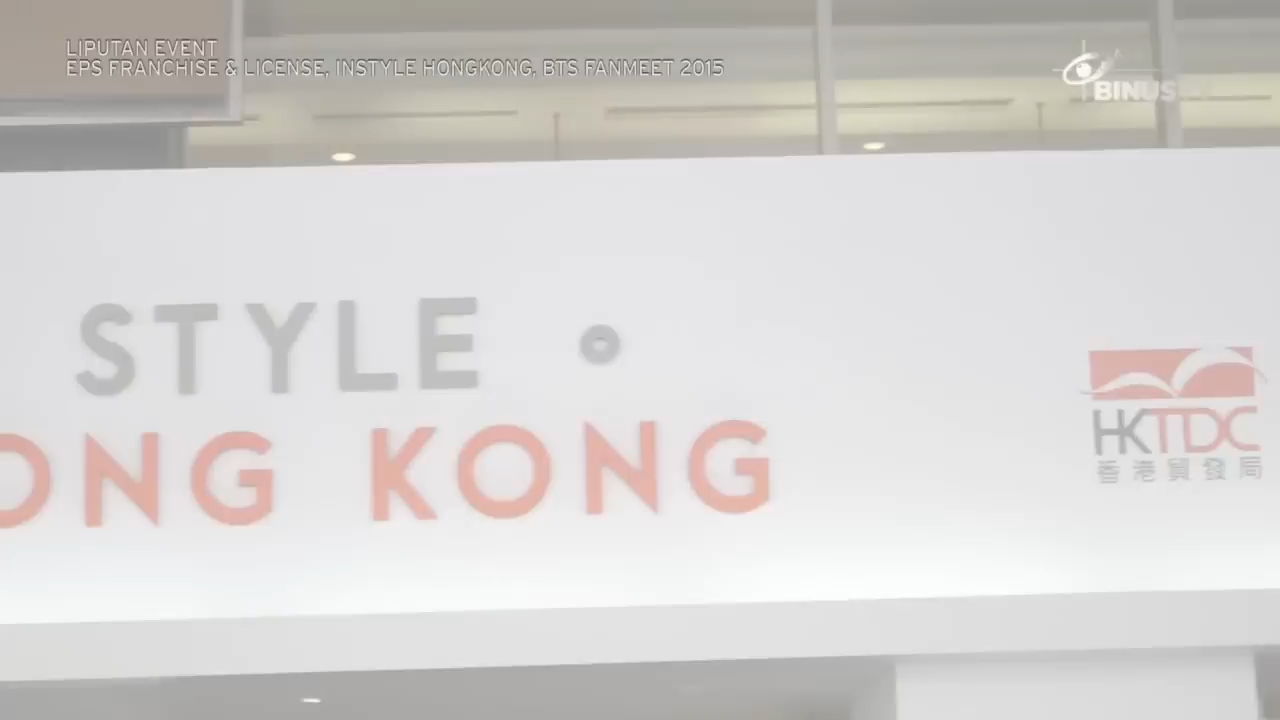 LIPUTAN EVENT
EPS FRANCHISE & LICENSE, INSTYLE HONGKONG, BTS FANMEET 2015
BINUS
STYLE
ONG KONG
HKTDC
香港貿發局